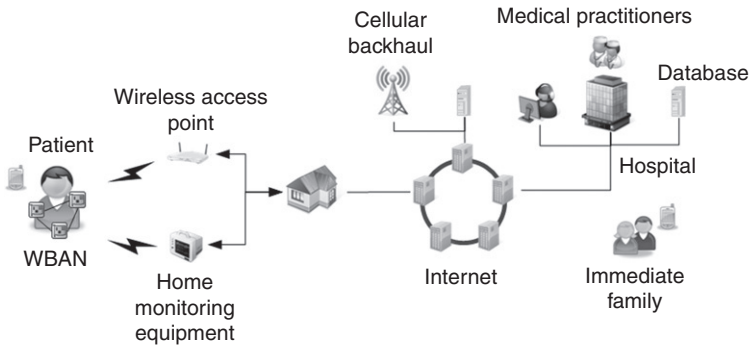 Cellular
backhaul
Medical practitioners
Database
Wireless access
point
Patient
Hospital
WBAN
Home
monitoring
equipment
Internet
Immediate
family